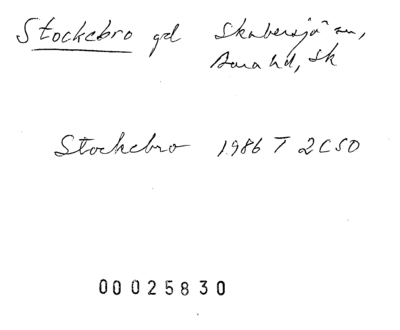 Stockebro gd Skabersjö sn,
Bara hd, Sk
Stockebro 1986 T 2CSO
00025830